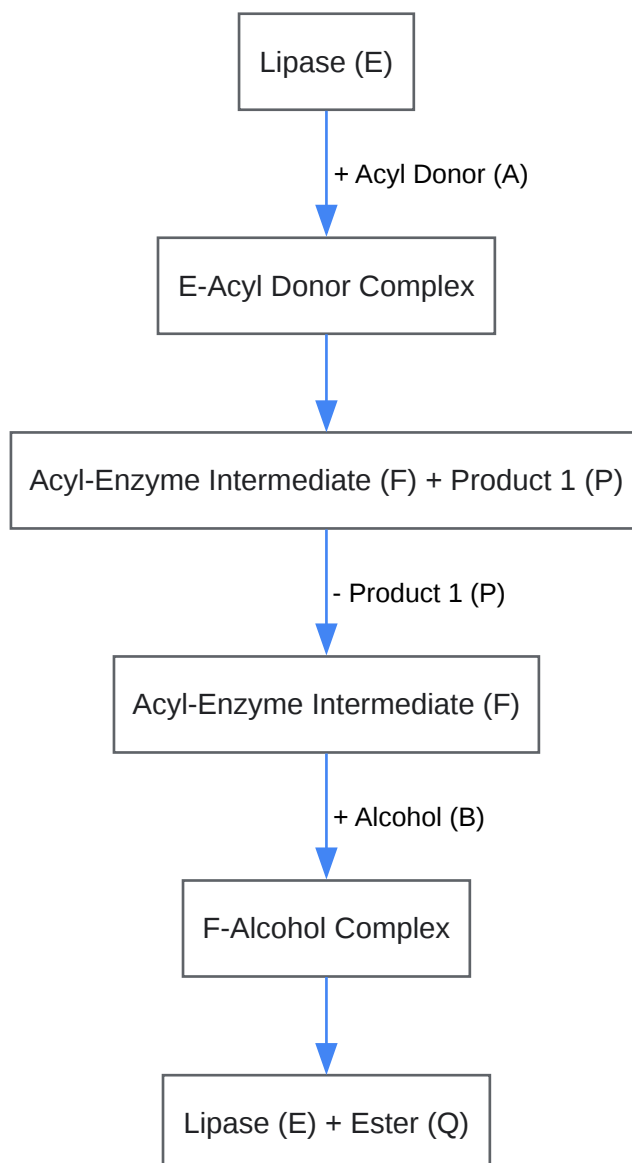 Lipase (E)
+ Acyl Donor (A)
E-Acyl Donor Complex
Acyl-Enzyme Intermediate (F) + Product 1 (P)
- Product 1 (P)
Acyl-Enzyme Intermediate (F)
+ Alcohol (B)
F-Alcohol Complex
Lipase (E) + Ester (Q)